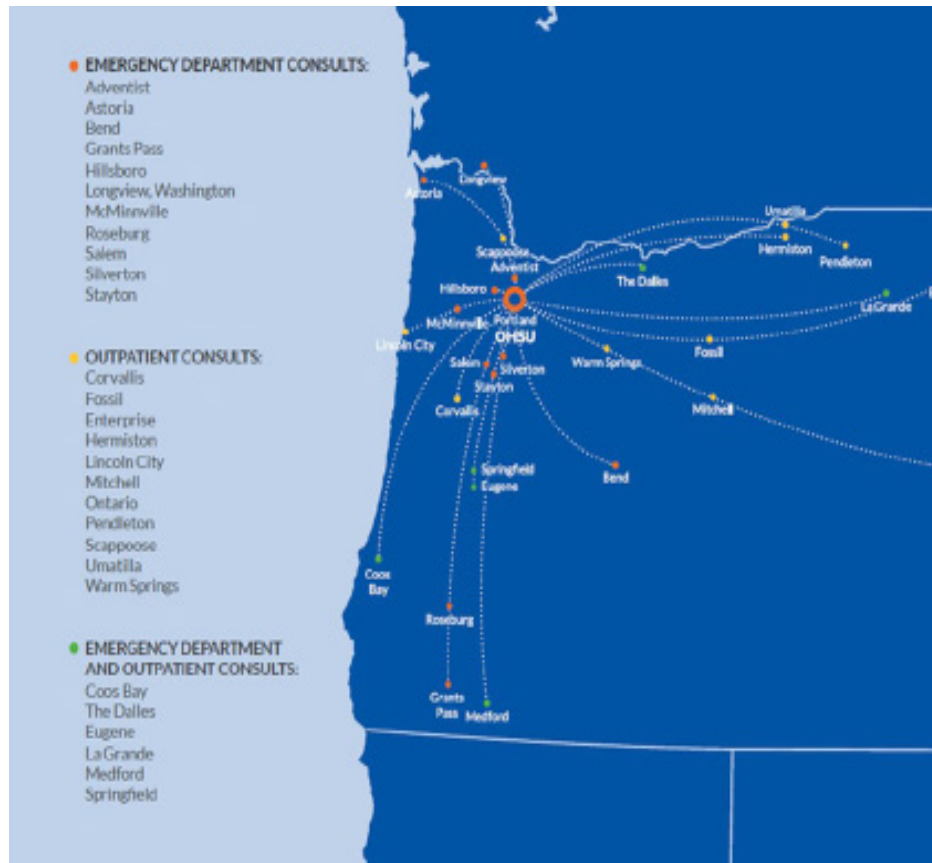 EMERGENCY DEPARTMENT CONSULTS:
Adventist
Astoria
Bend
Grants Pass
Hillsboro
Longview, Washington
McMinnville
Roseburg
Salem
Silverton
Stayton
OUTPATIENT CONSULTS:
Corvallis
Fossil
Enterprise
Hermiston
Lincoln City
Mitchell
Ontario
Pendleton
Scappoose
Umatilla
Warm Springs
EMERGENCY DEPARTMENT
AND OUTPATIENT CONSULTS:
Coos Bay
The Dalles
Eugene
La Grande
Medford
Springfield
Longview
Astoria
Umatilla
Scappoose
Hermiston
Adventist
Pendleton
The Dalles
Hillsboro
La Grande
McMinnville
Portland
OHSU
Lincoln City
Fossil
Salem
Silverton
Warm Springs
Stayton
Corvallis
Mitchell
Springfield
Eugene
Bend
Coos
Bay
Roseburg
Grants
Pass
Medford